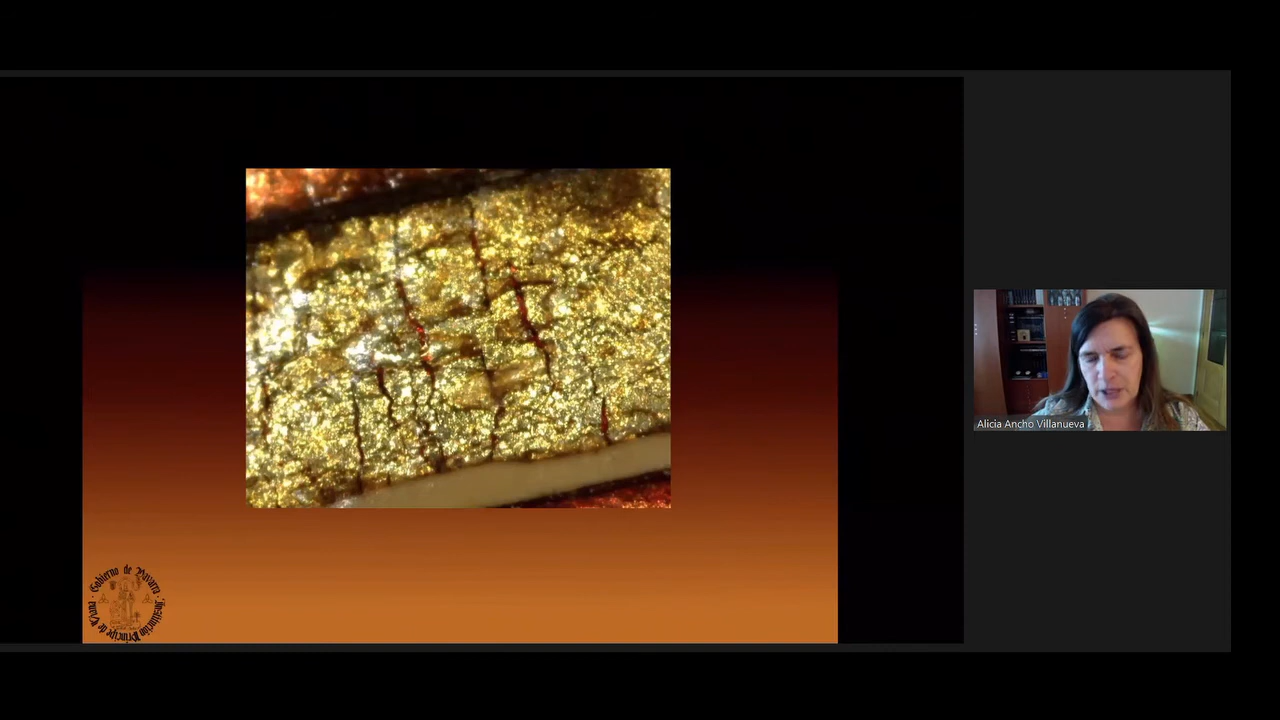 · Gobierno de Navarra · Institución Príncipe de Viana
Alicia Ancho Villanueva